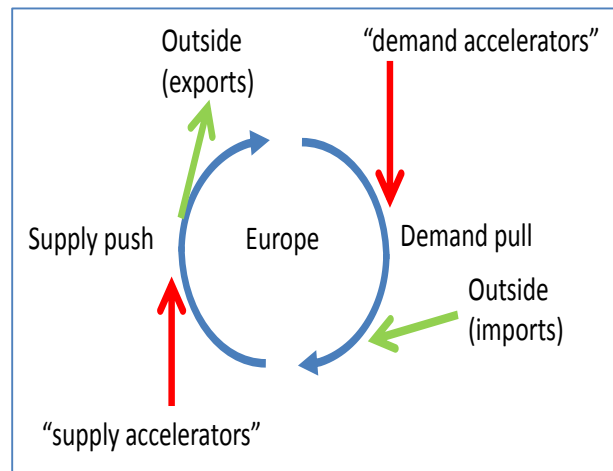 Outside
(exports)
“demand accelerators”
Supply push
Europe
Demand pull
Outside
(imports)
“supply accelerators”